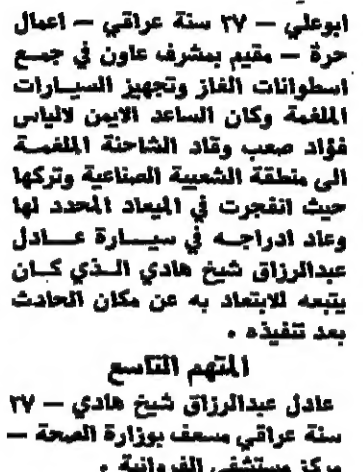 ابوعلي — ٢٧ سنة عراقي — اعمال
حرة — مقيم بمشرف عاون في جمع
اسطوانات الغاز وتجهيز السيارات
الملغمة وكان الساعد الايمن لالياس
فؤاد صعب وقاد الشاحنة الملغمة
الى منطقة الشعيبة الصناعية وتركها
حيث انفجرت في الميعاد المحدد لها
وعاد ادراجه في سيارة عادل
عبدالرزاق شيخ هادي الذي كان
يتبعه للابتعاد به عن مكان الحادث
بعد تنفيذه .
المتهم التاسع
عادل عبدالرزاق شيخ هادي — ٢٧
سنة عراقي مسعف بوزارة الصحة —
مركز مستشفى الفروانية .